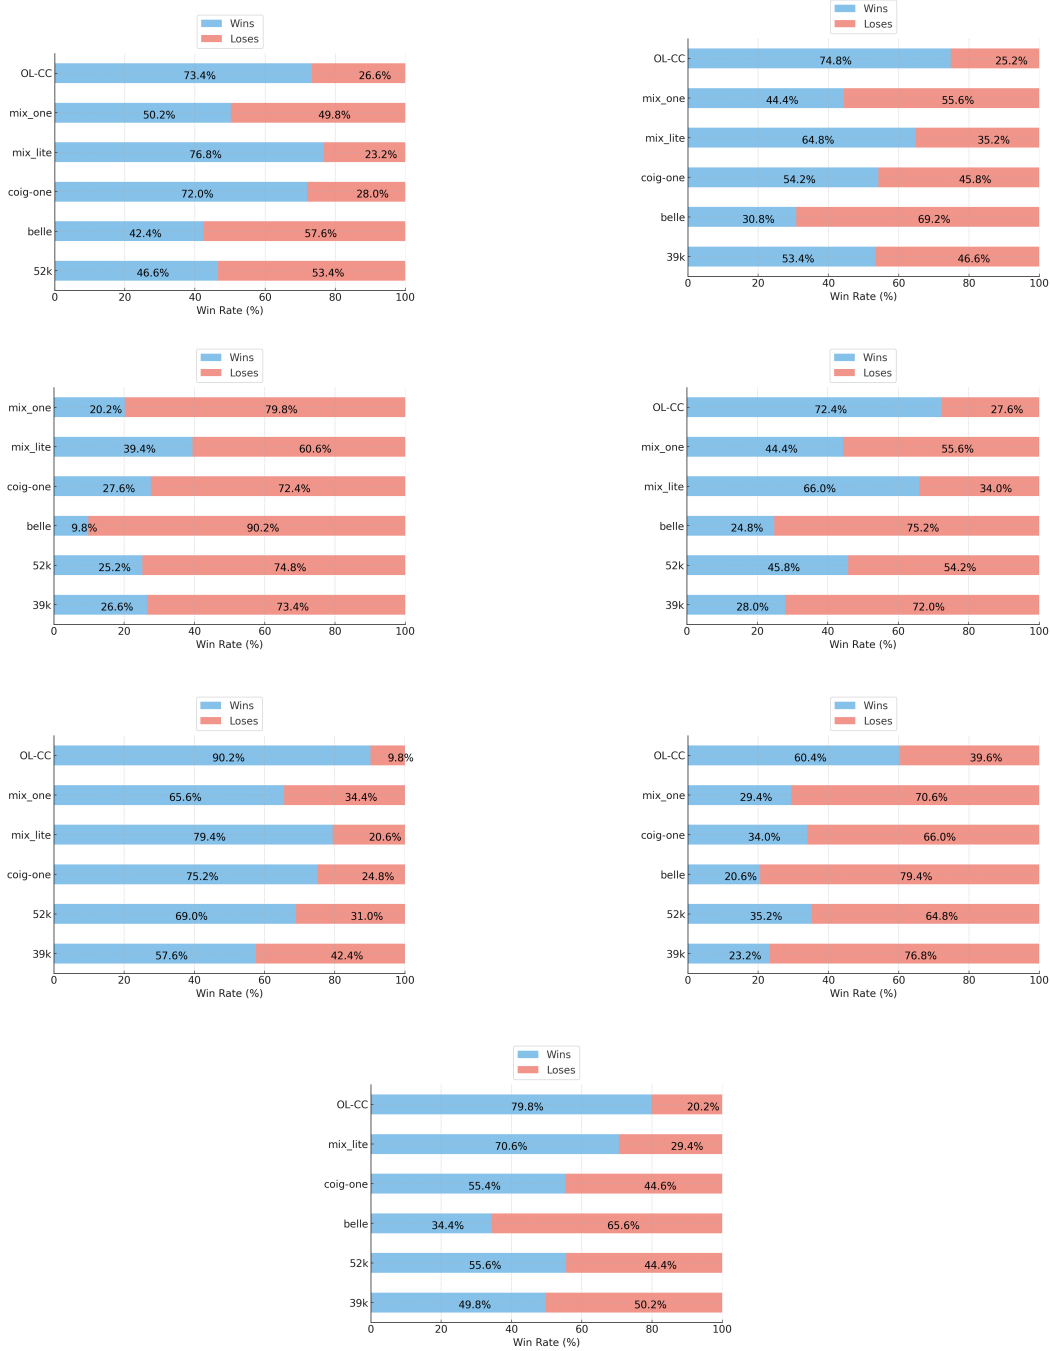 Wins
Loses
OL-CC 73.4% 26.6%
mix_one 50.2% 49.8%
mix_lite 76.8% 23.2%
coig-one 72.0% 28.0%
belle 42.4% 57.6%
52k 46.6% 53.4%
0 20 40 60 80 100
Win Rate (%)
Wins
Loses
OL-CC 74.8% 25.2%
mix_one 44.4% 55.6%
mix_lite 64.8% 35.2%
coig-one 54.2% 45.8%
belle 30.8% 69.2%
39k 53.4% 46.6%
0 20 40 60 80 100
Win Rate (%)
Wins
Loses
mix_one 20.2% 79.8%
mix_lite 39.4% 60.6%
coig-one 27.6% 72.4%
belle 9.8% 90.2%
52k 25.2% 74.8%
39k 26.6% 73.4%
0 20 40 60 80 100
Win Rate (%)
Wins
Loses
OL-CC 72.4% 27.6%
mix_one 44.4% 55.6%
mix_lite 66.0% 34.0%
belle 24.8% 75.2%
52k 45.8% 54.2%
39k 28.0% 72.0%
0 20 40 60 80 100
Win Rate (%)
Wins
Loses
OL-CC 90.2% 9.8%
mix_one 65.6% 34.4%
mix_lite 79.4% 20.6%
coig-one 75.2% 24.8%
52k 69.0% 31.0%
39k 57.6% 42.4%
0 20 40 60 80 100
Win Rate (%)
Wins
Loses
OL-CC 60.4% 39.6%
mix_one 29.4% 70.6%
coig-one 34.0% 66.0%
belle 20.6% 79.4%
52k 35.2% 64.8%
39k 23.2% 76.8%
0 20 40 60 80 100
Win Rate (%)
Wins
Loses
OL-CC 79.8% 20.2%
mix_lite 70.6% 29.4%
coig-one 55.4% 44.6%
belle 34.4% 65.6%
52k 55.6% 44.4%
39k 49.8% 50.2%
0 20 40 60 80 100
Win Rate (%)